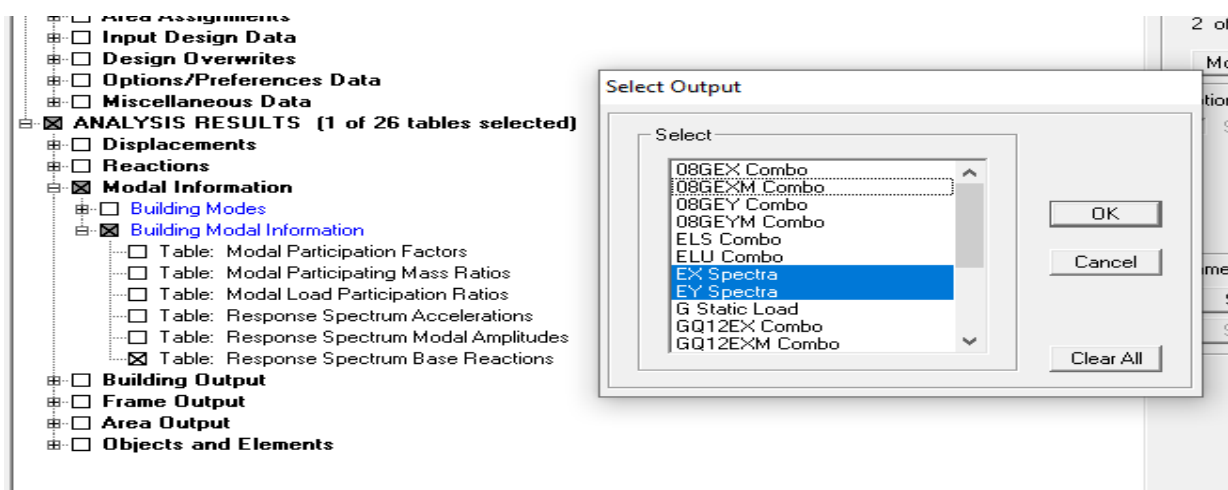 Area Assignments
Input Design Data
Design Overwrites
Options/Preferences Data
Miscellaneous Data
ANALYSIS RESULTS (1 of 26 tables selected)
Displacements
Reactions
Modal Information
Building Modes
Building Modal Information
Table: Modal Participation Factors
Table: Modal Participating Mass Ratios
Table: Modal Load Participation Ratios
Table: Response Spectrum Accelerations
Table: Response Spectrum Modal Amplitudes
Table: Response Spectrum Base Reactions
Building Output
Frame Output
Area Output
Objects and Elements
Select Output
Select
08GEX Combo
08GEXM Combo
08GEY Combo
08GEYM Combo
ELS Combo
ELU Combo
EX Spectra
EY Spectra
G Static Load
GQ12EX Combo
GQ12EXM Combo
OK
Cancel
Clear All
2